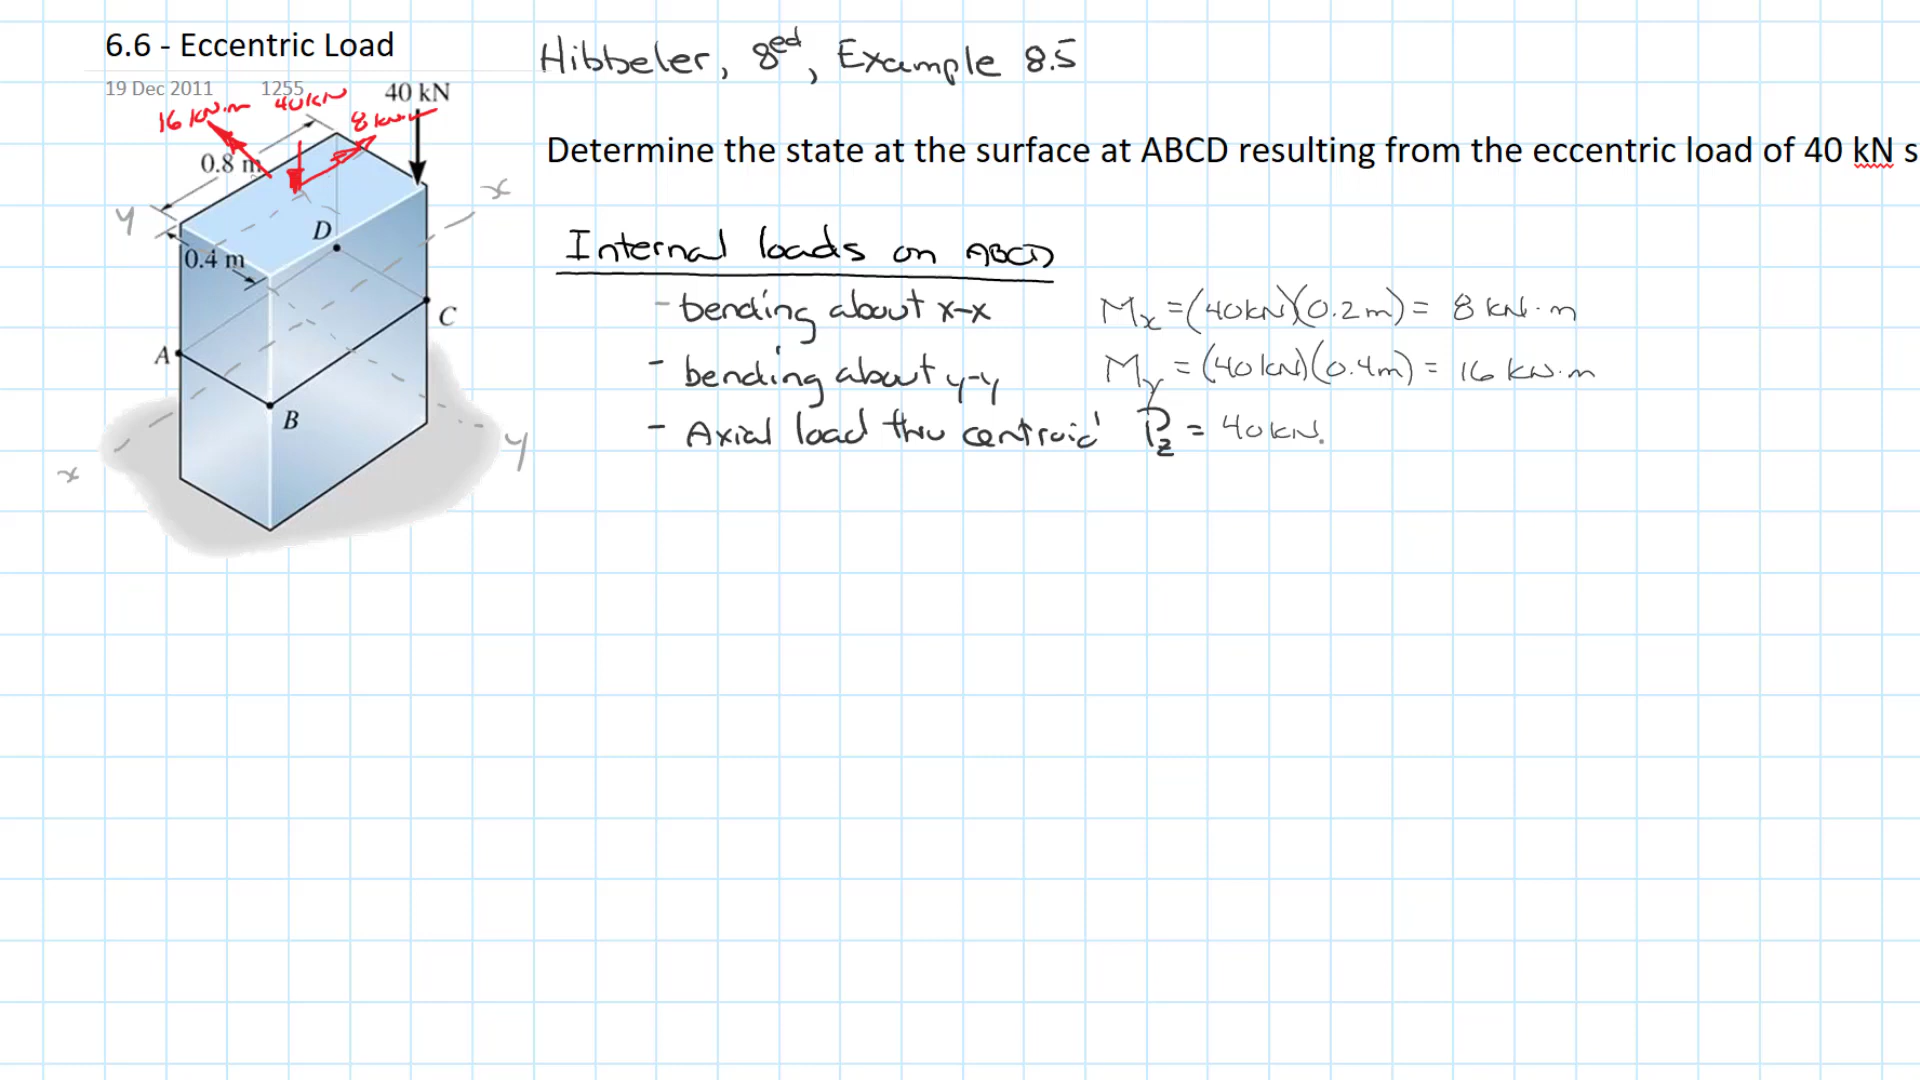 6.6 - Eccentric Load
Hibbeler, 8ed, Example 8.5
19 Dec 2011 1255
40 kN
16 kN·m 40kN 8 kN·m
0.8 m
Determine the state at the surface at ABCD resulting from the eccentric load of 40 kN s
x
y
D
0.4 m
Internal loads on ABCD
- bending about x-x Mx = (40kN)(0.2m) = 8 kN·m
C
A
- bending about y-y My = (40kN)(0.4m) = 16 kN·m
B
- Axial load thru centroid Pz = 40kN.
y
x